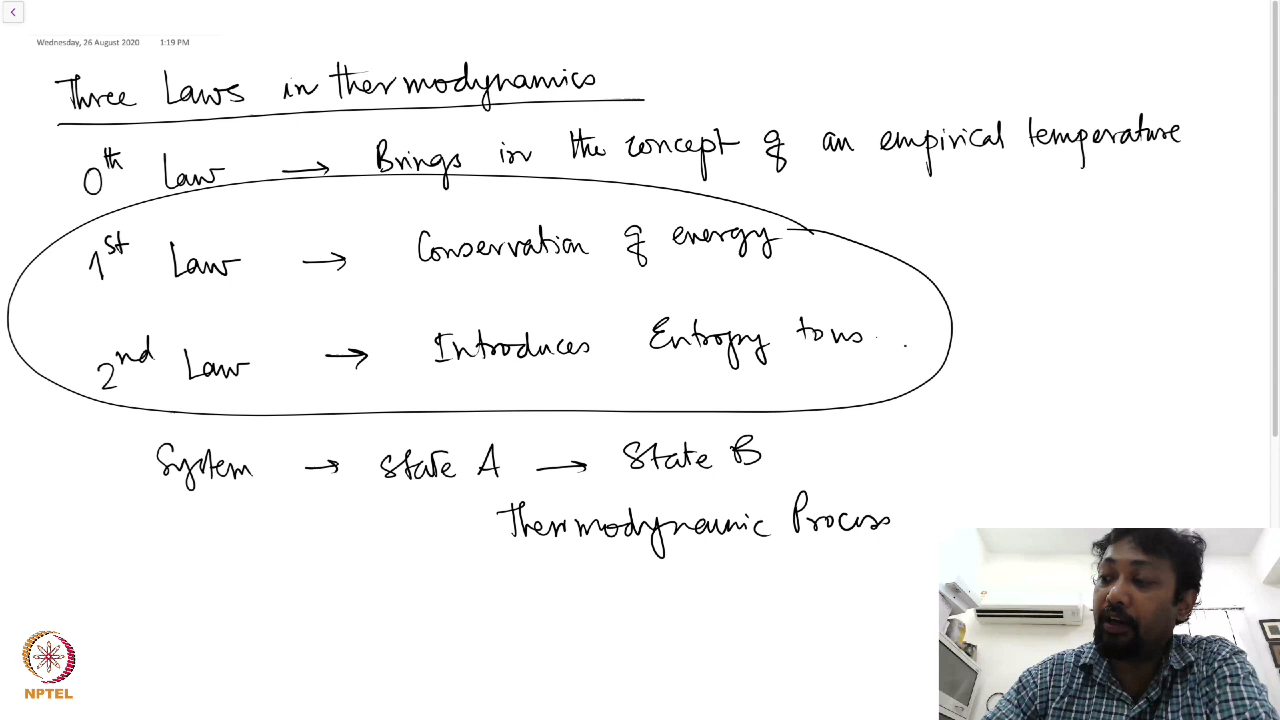 Wednesday, 26 August 2020 1:19 PM
Three Laws in thermodynamics
0th Law → Brings in the concept of an empirical temperature
1st Law → Conservation of energy
2nd Law → Introduces Entropy to us..
System → State A → State B
Thermodynamic Process
NPTEL